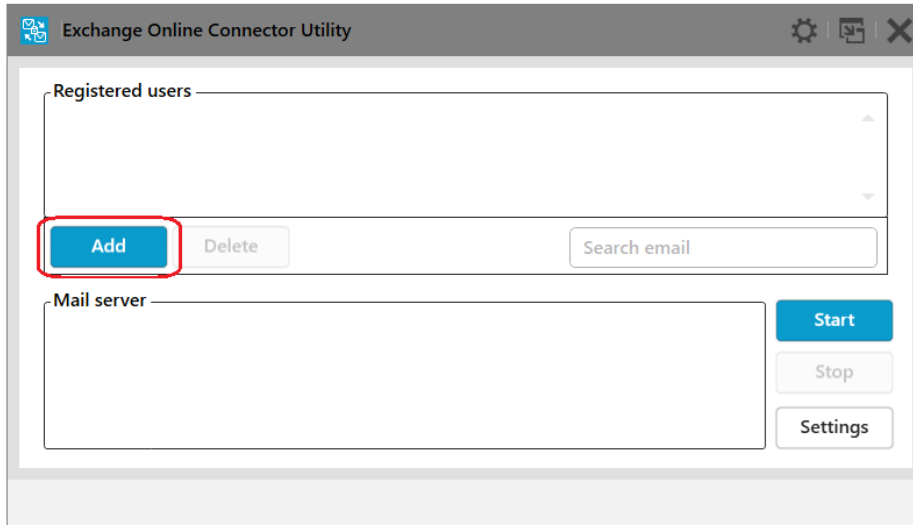 Exchange Online Connector Utility
Registered users
Add
Delete
Search email
Mail server
Start
Stop
Settings